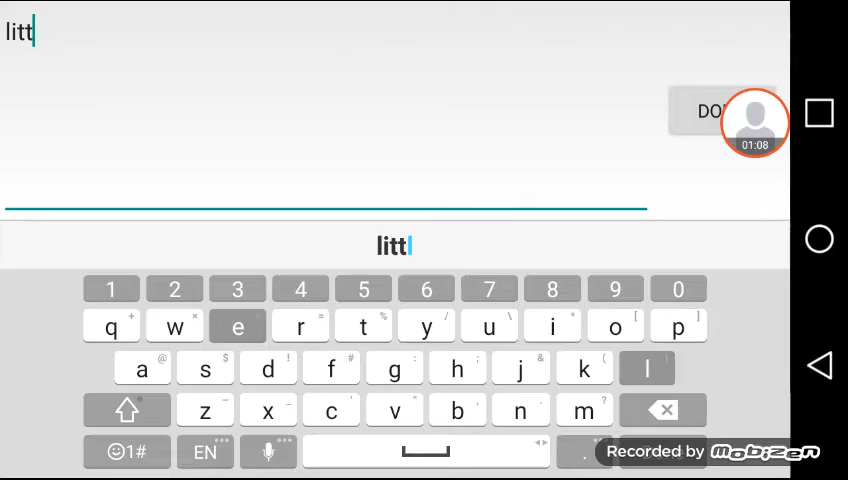 litt
DO
01:08
littl
1 2 3 4 5 6 7 8 9 0
q + w × e r = t % y / u \ i * o [ p ]
a @ s $ d ! f # g : h ; j & k ( l )
z x c v b n m ?
1# EN .
Recorded by mobizen